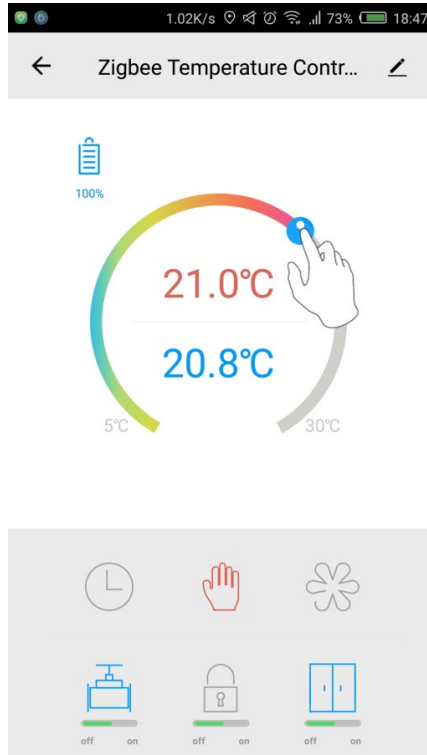 1.02K/s 73% 18:47
Zigbee Temperature Contr...
100%
21.0℃
20.8℃
5℃ 30℃
off on off on off on